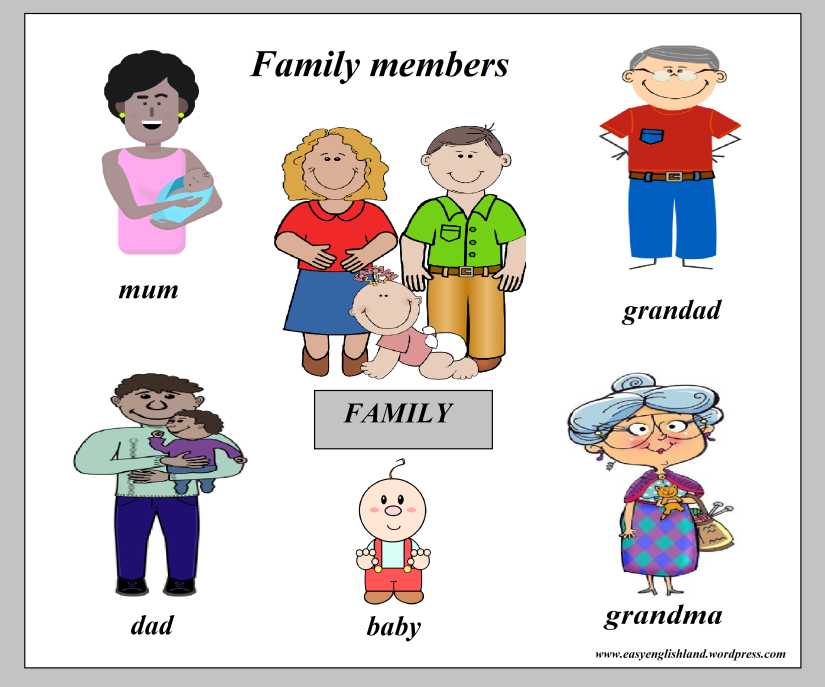 Family members
mum
grandad
FAMILY
dad
baby
grandma
www.easyenglishland.wordpress.com